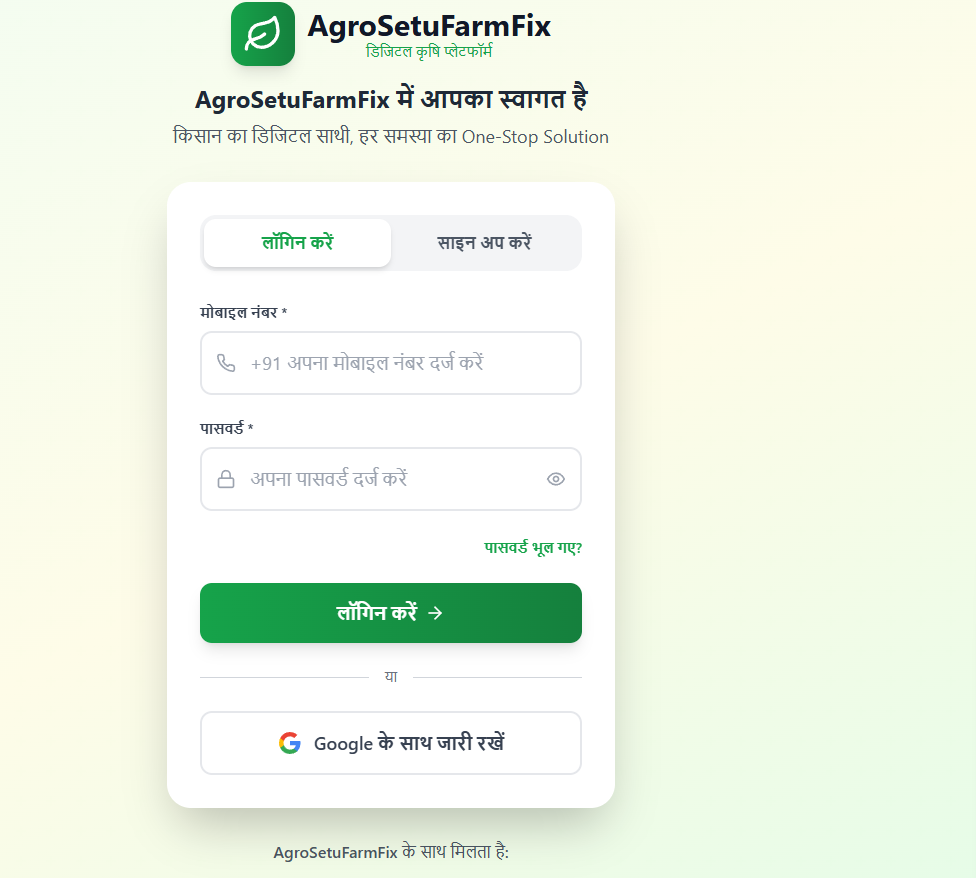 AgroSetuFarmFix
डिजिटल कृषि प्लेटफॉर्म
AgroSetuFarmFix में आपका स्वागत है
किसान का डिजिटल साथी, हर समस्या का One-Stop Solution
लॉगिन करें
साइन अप करें
मोबाइल नंबर *
+91 अपना मोबाइल नंबर दर्ज करें
पासवर्ड *
अपना पासवर्ड दर्ज करें
पासवर्ड भूल गए?
लॉगिन करें →
या
Google के साथ जारी रखें
AgroSetuFarmFix के साथ मिलता है: